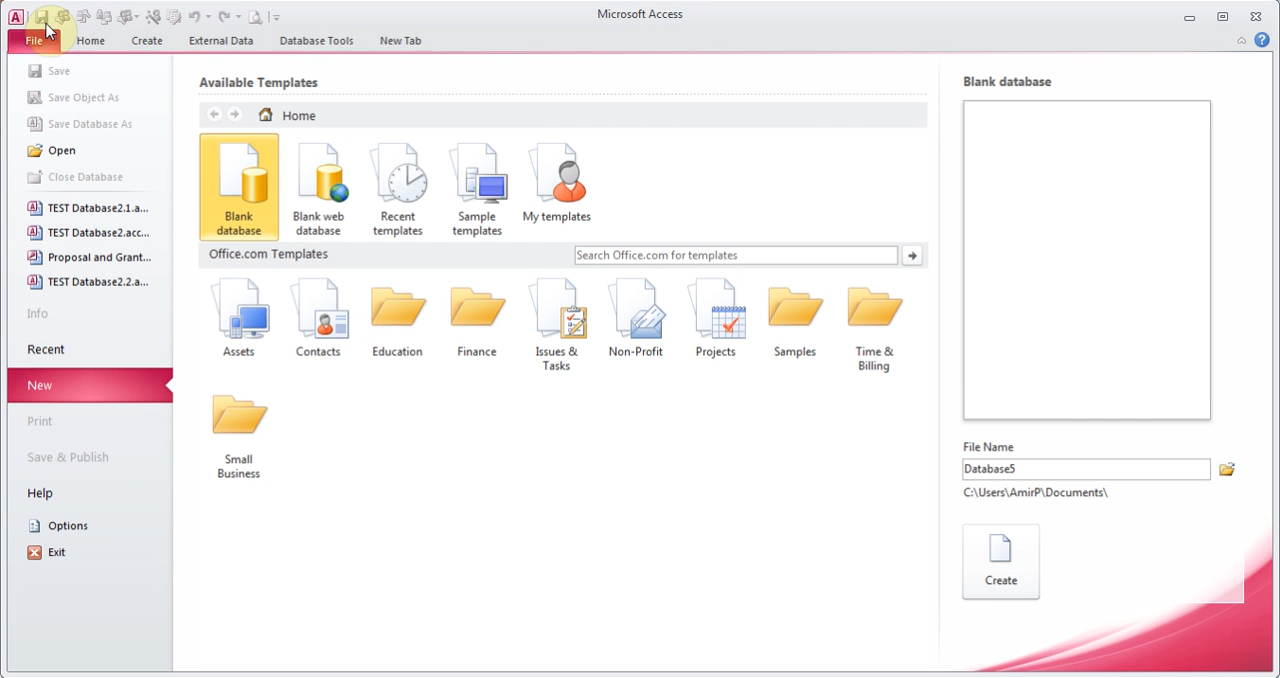 Microsoft Access
File Home Create External Data Database Tools New Tab
Save
Save Object As
Save Database As
Open
Close Database
TEST Database2.1.a...
TEST Database2.acc...
Proposal and Grant...
TEST Database2.2.a...
Info
Recent
New
Print
Save & Publish
Help
Options
Exit
Available Templates
Home
Blank
database
Blank web
database
Recent
templates
Sample
templates
My templates
Office.com Templates
Search Office.com for templates
Assets
Contacts
Education
Finance
Issues &
Tasks
Non-Profit
Projects
Samples
Time &
Billing
Small
Business
Blank database
File Name
Database5
C:\Users\AmirP\Documents\
Create